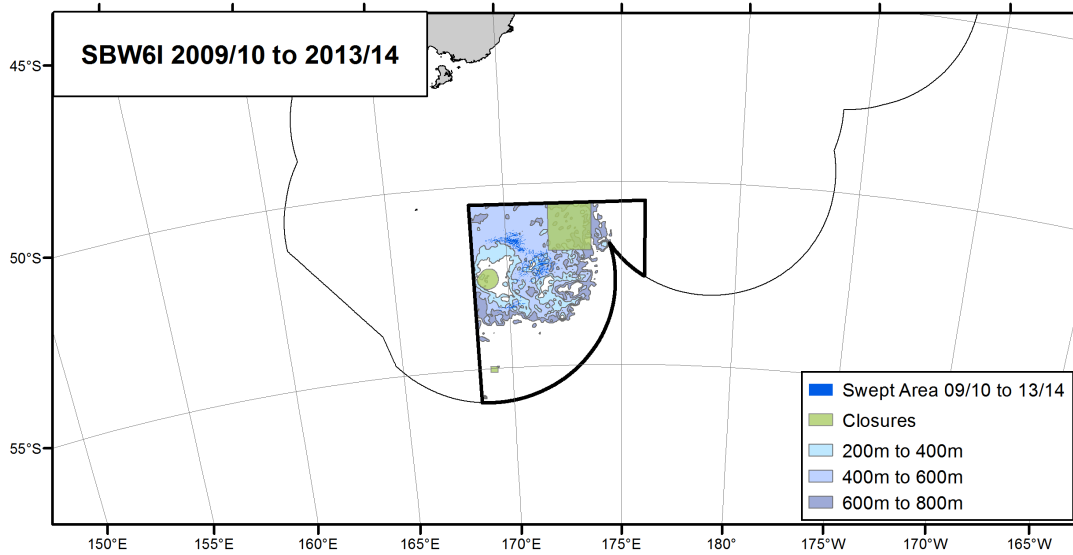 SBW6I 2009/10 to 2013/14
45°S
50°S
55°S
Swept Area 09/10 to 13/14
Closures
200m to 400m
400m to 600m
600m to 800m
150°E
155°E
160°E
165°E
170°E
175°E
180°
175°W
170°W
165°W